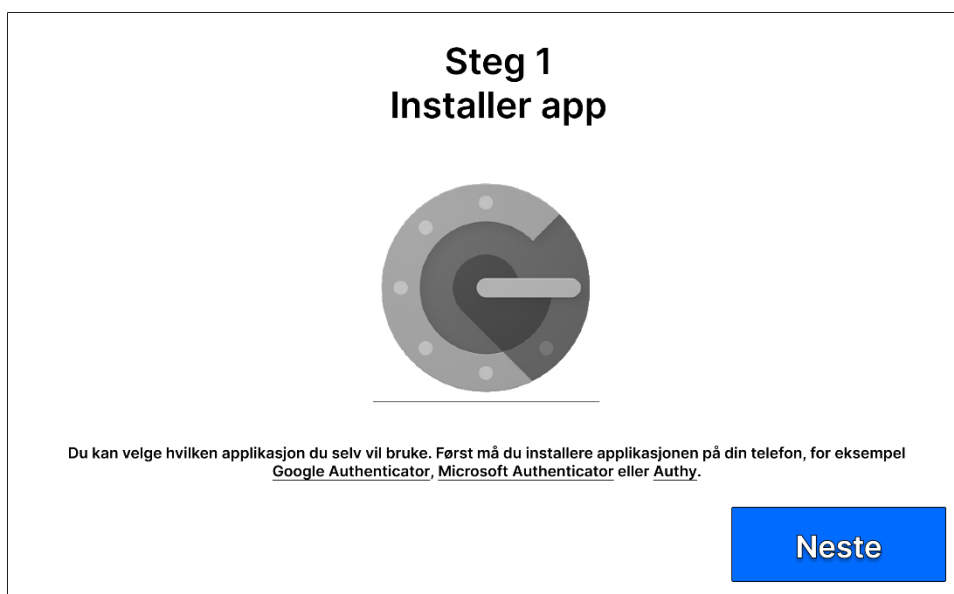 Steg 1
Installer app
Du kan velge hvilken applikasjon du selv vil bruke. Først må du installere applikasjonen på din telefon, for eksempel
Google Authenticator, Microsoft Authenticator eller Authy.
Neste